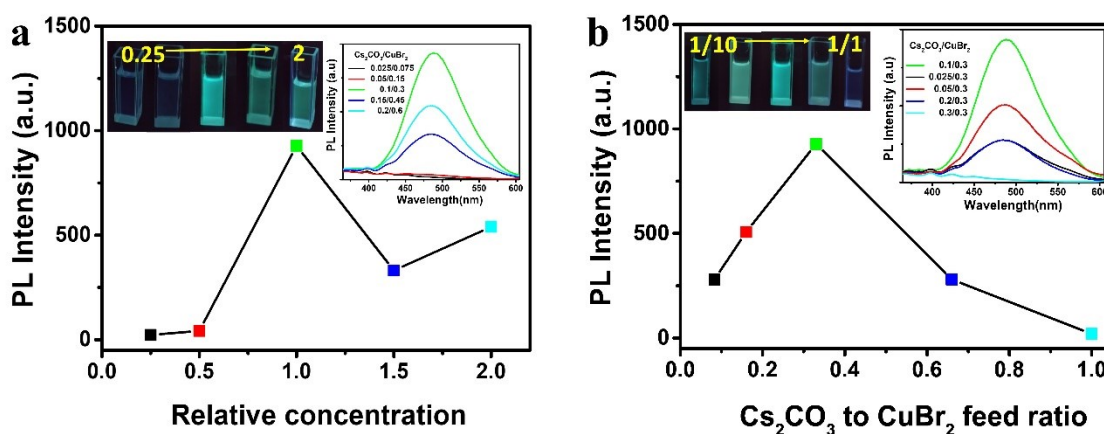 a
1500
1000
500
0
PL Intensity (a.u.)
0.0 0.5 1.0 1.5 2.0
Relative concentration
0.25 2
Cs₂CO₃/CuBr₂
0.025/0.075
0.05/0.15
0.1/0.3
0.15/0.45
0.2/0.6
PL Intensity (a.u)
400 450 500 550 600
Wavelength(nm)
b
1500
1000
500
0
PL Intensity (a.u.)
0.0 0.2 0.4 0.6 0.8 1.0
Cs₂CO₃ to CuBr₂ feed ratio
1/10 1/1
Cs₂CO₃/CuBr₂
0.1/0.3
0.025/0.3
0.05/0.3
0.2/0.3
0.3/0.3
PL Intensity (a.u)
400 450 500 550 600
Wavelength(nm)